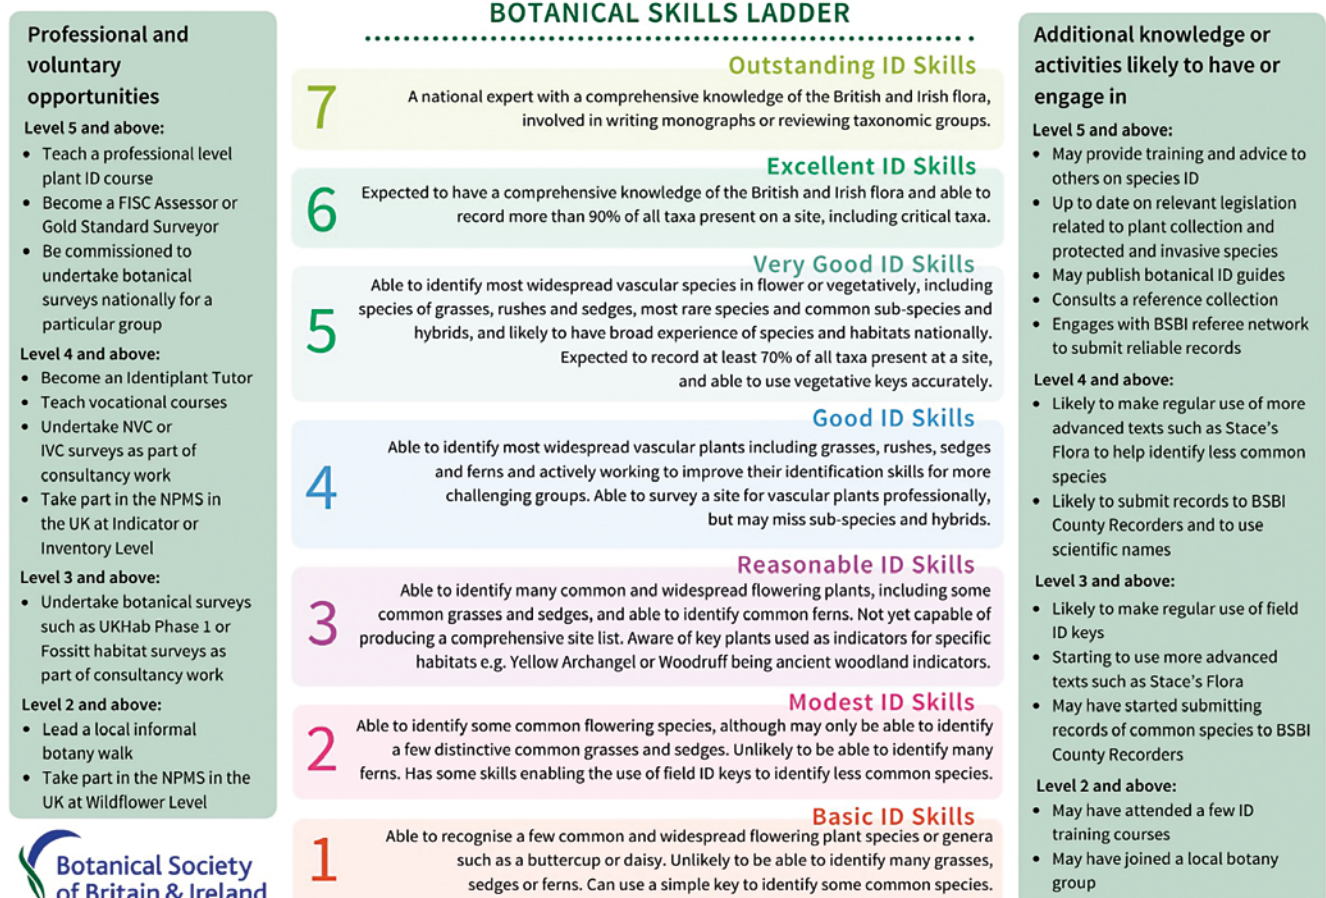 BOTANICAL SKILLS LADDER
Professional and
voluntary
opportunities
Level 5 and above:
• Teach a professional level
plant ID course
• Become a FISC Assessor or
Gold Standard Surveyor
• Be commissioned to
undertake botanical
surveys nationally for a
particular group
Level 4 and above:
• Become an Identiplant Tutor
• Teach vocational courses
• Undertake NVC or
IVC surveys as part of
consultancy work
• Take part in the NPMS in
the UK at Indicator or
Inventory Level
Level 3 and above:
• Undertake botanical surveys
such as UKHab Phase 1 or
Fossitt habitat surveys as
part of consultancy work
Level 2 and above:
• Lead a local informal
botany walk
• Take part in the NPMS in the
UK at Wildflower Level
Botanical Society
of Britain & Ireland
Outstanding ID Skills
7
A national expert with a comprehensive knowledge of the British and Irish flora,
involved in writing monographs or reviewing taxonomic groups.
Excellent ID Skills
6
Expected to have a comprehensive knowledge of the British and Irish flora and able to
record more than 90% of all taxa present on a site, including critical taxa.
Very Good ID Skills
5
Able to identify most widespread vascular species in flower or vegetatively, including
species of grasses, rushes and sedges, most rare species and common sub-species and
hybrids, and likely to have broad experience of species and habitats nationally.
Expected to record at least 70% of all taxa present at a site,
and able to use vegetative keys accurately.
Good ID Skills
4
Able to identify most widespread vascular plants including grasses, rushes, sedges
and ferns and actively working to improve their identification skills for more
challenging groups. Able to survey a site for vascular plants professionally,
but may miss sub-species and hybrids.
Reasonable ID Skills
3
Able to identify many common and widespread flowering plants, including some
common grasses and sedges, and able to identify common ferns. Not yet capable of
producing a comprehensive site list. Aware of key plants used as indicators for specific
habitats e.g. Yellow Archangel or Woodruff being ancient woodland indicators.
Modest ID Skills
2
Able to identify some common flowering species, although may only be able to identify
a few distinctive common grasses and sedges. Unlikely to be able to identify many
ferns. Has some skills enabling the use of field ID keys to identify less common species.
Basic ID Skills
1
Able to recognise a few common and widespread flowering plant species or genera
such as a buttercup or daisy. Unlikely to be able to identify many grasses,
sedges or ferns. Can use a simple key to identify some common species.
Additional knowledge or
activities likely to have or
engage in
Level 5 and above:
• May provide training and advice to
others on species ID
• Up to date on relevant legislation
related to plant collection and
protected and invasive species
• May publish botanical ID guides
• Consults a reference collection
• Engages with BSBI referee network
to submit reliable records
Level 4 and above:
• Likely to make regular use of more
advanced texts such as Stace's
Flora to help identify less common
species
• Likely to submit records to BSBI
County Recorders and to use
scientific names
Level 3 and above:
• Likely to make regular use of field
ID keys
• Starting to use more advanced
texts such as Stace's Flora
• May have started submitting
records of common species to BSBI
County Recorders
Level 2 and above:
• May have attended a few ID
training courses
• May have joined a local botany
group